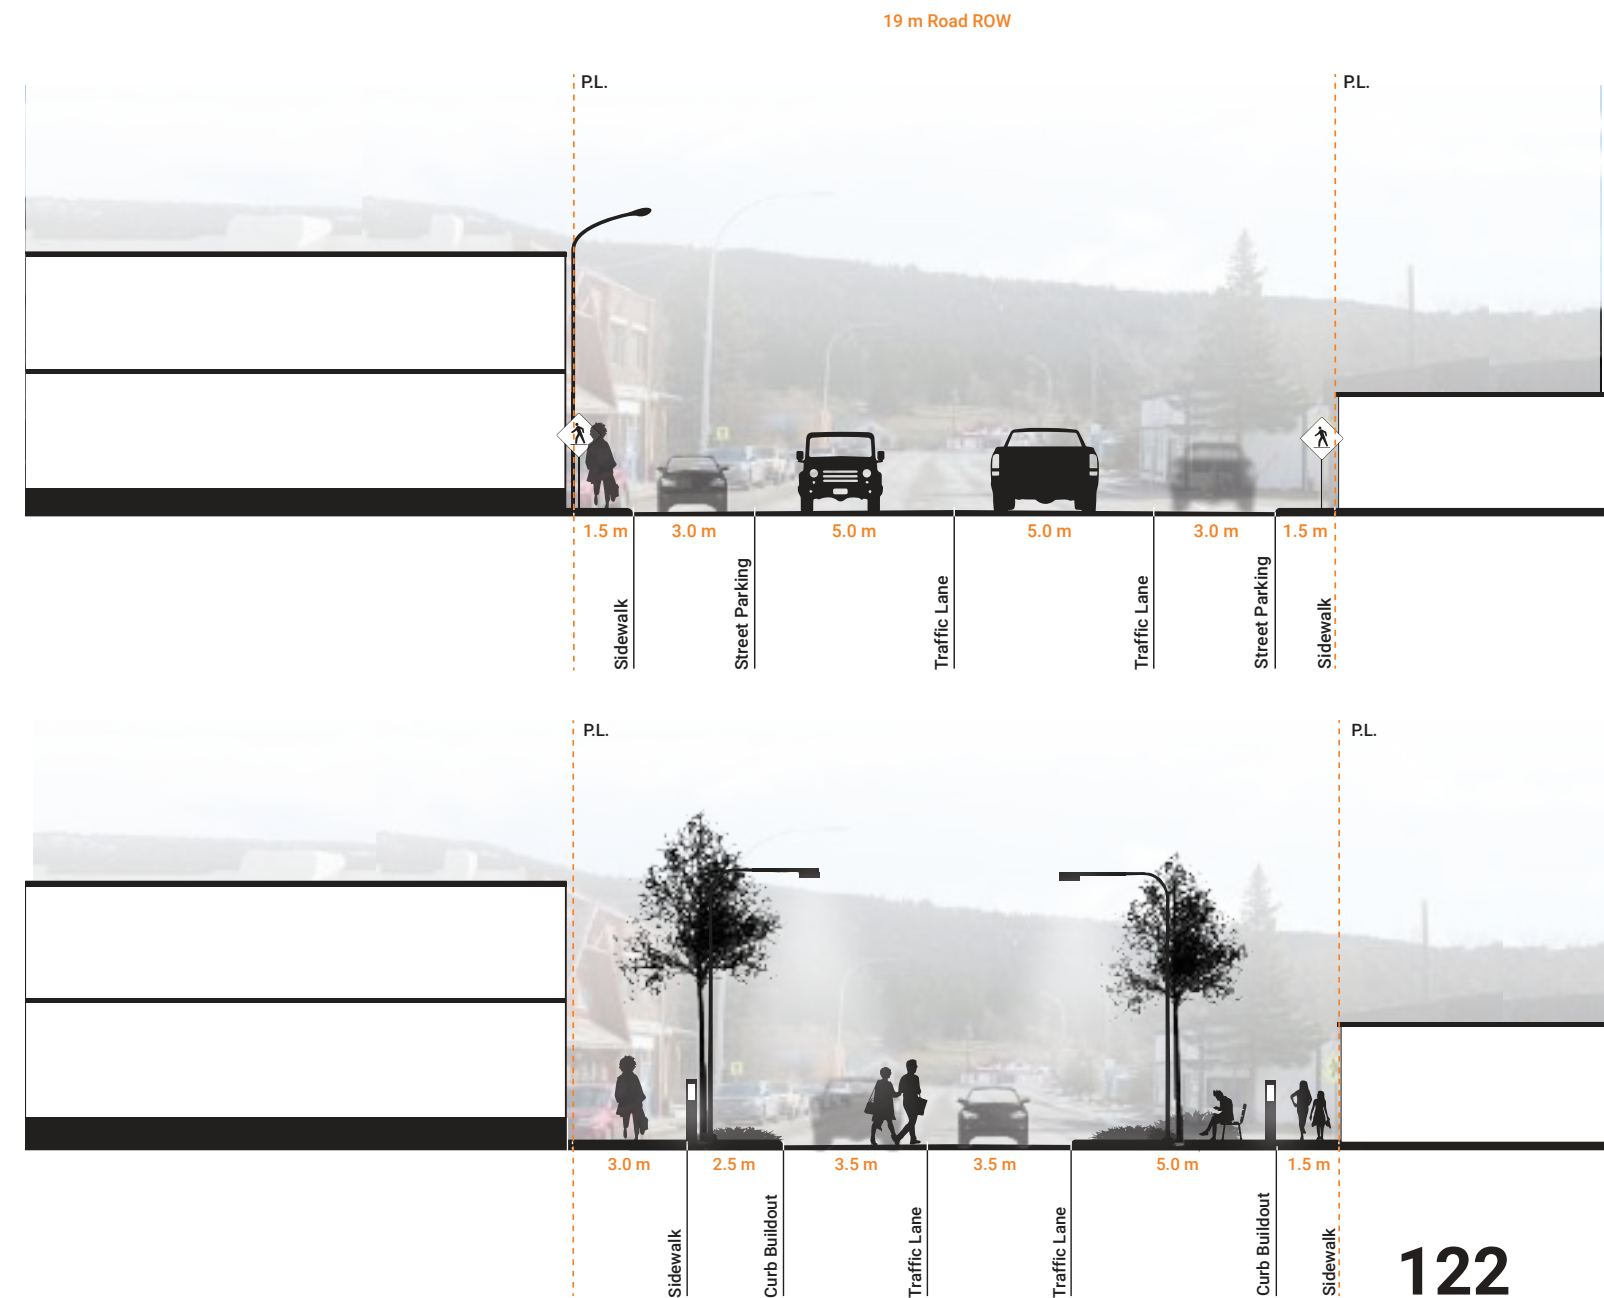 19 m Road ROW
P.L.
P.L.
1.5 m
3.0 m
5.0 m
5.0 m
3.0 m
1.5 m
Sidewalk
Street Parking
Traffic Lane
Traffic Lane
Street Parking
Sidewalk
P.L.
P.L.
3.0 m
2.5 m
3.5 m
3.5 m
5.0 m
1.5 m
Sidewalk
Curb Buildout
Traffic Lane
Traffic Lane
Curb Buildout
Sidewalk
122